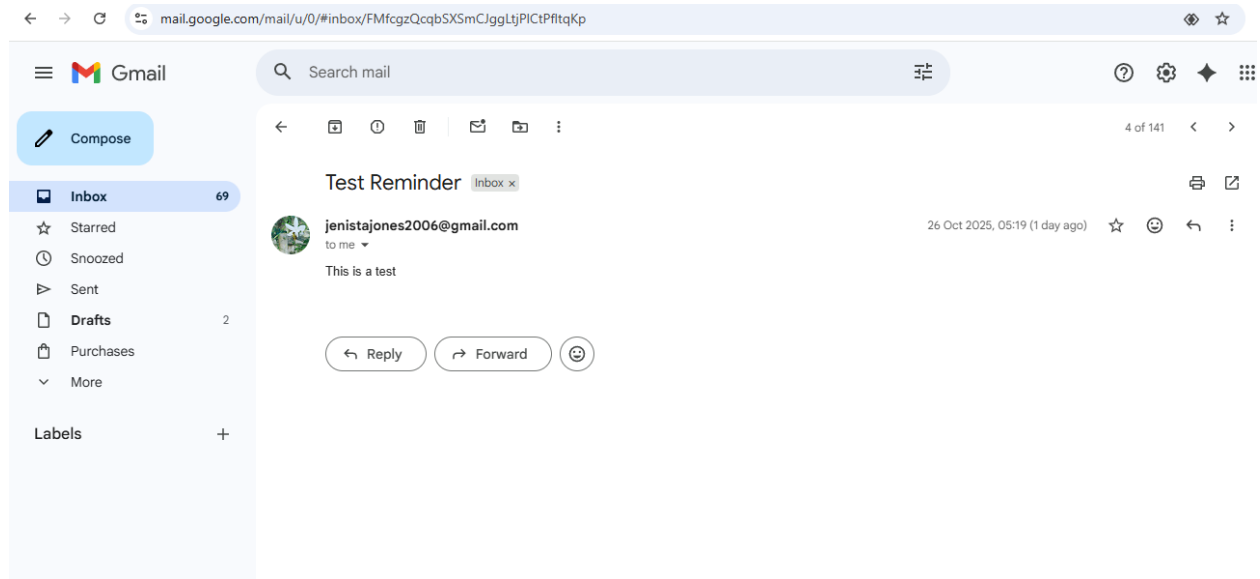 mail.google.com/mail/u/0/#inbox/FMfcgzQcqbSXSmCJggLtjPlCtPfltqKp
Gmail
Search mail
Compose
4 of 141
Test Reminder Inbox x
Inbox 69
jenistajones2006@gmail.com 26 Oct 2025, 05:19 (1 day ago)
Starred
to me
Snoozed
This is a test
Sent
Drafts 2
Purchases
Reply Forward
More
Labels